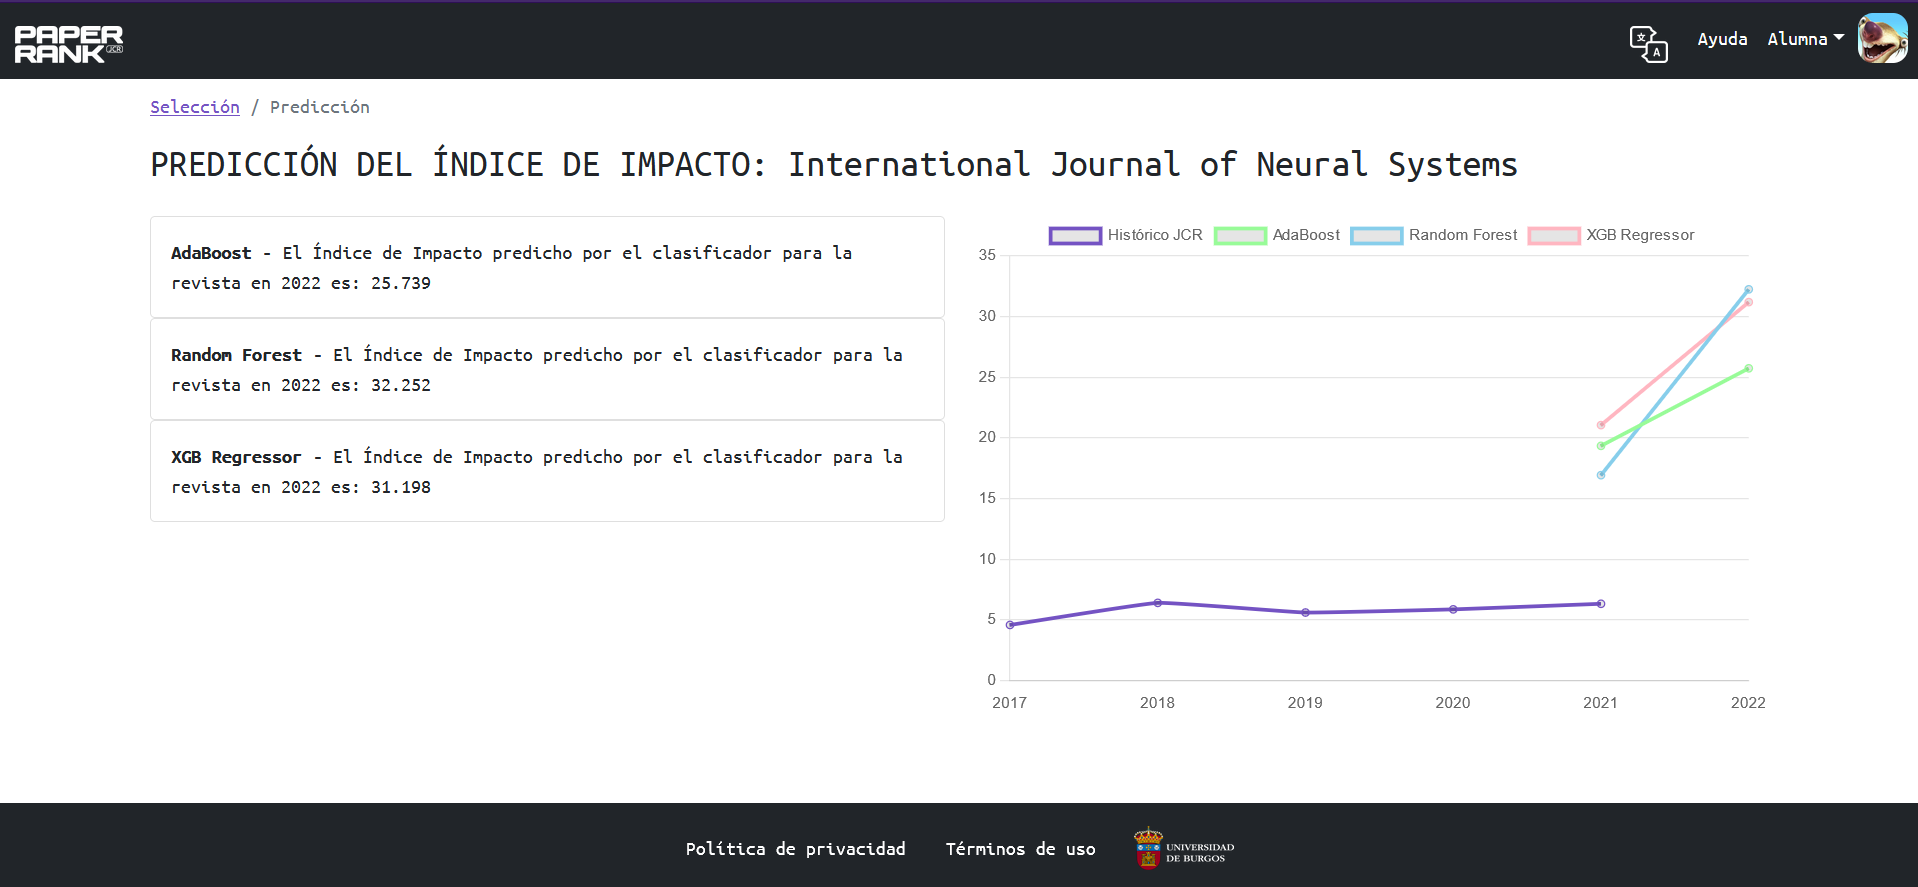 PAPER
RANK JCR
文 A
Ayuda
Alumna
Selección / Predicción
PREDICCIÓN DEL ÍNDICE DE IMPACTO: International Journal of Neural Systems
AdaBoost - El Índice de Impacto predicho por el clasificador para la
revista en 2022 es: 25.739
Random Forest - El Índice de Impacto predicho por el clasificador para la
revista en 2022 es: 32.252
XGB Regressor - El Índice de Impacto predicho por el clasificador para la
revista en 2022 es: 31.198
Histórico JCR AdaBoost Random Forest XGB Regressor
35
30
25
20
15
10
5
0
2017 2018 2019 2020 2021 2022
Política de privacidad
Términos de uso
UNIVERSIDAD
DE BURGOS